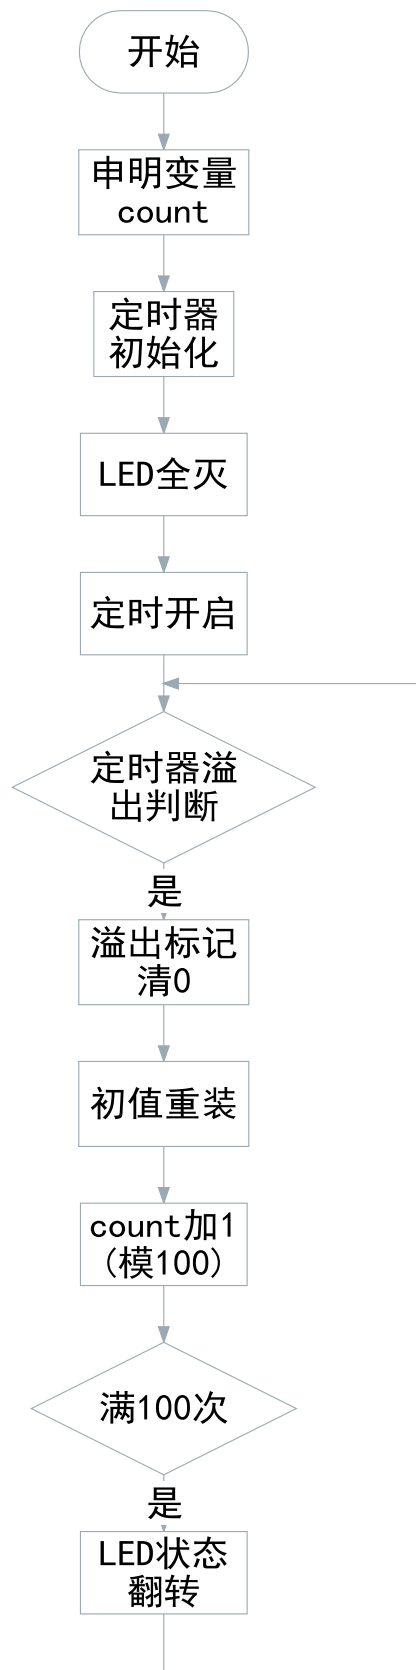 开始
申明变量
count
定时器
初始化
LED全灭
定时开启
定时器溢
出判断
是
溢出标记
清0
初值重装
count加1
(模100)
满100次
是
LED状态
翻转